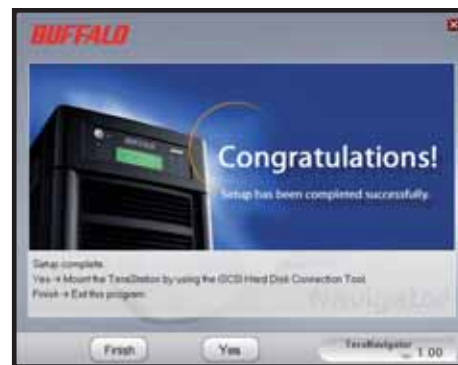 BUFFALO
Congratulations!
Setup has been completed successfully.
Setup complete.
Yes → Mount the TeraStation by using the iSCSI Hard Disk Connection Tool.
Finish → Exit this program.
Navigator
Finish
Yes
TeraNavigator
1.00